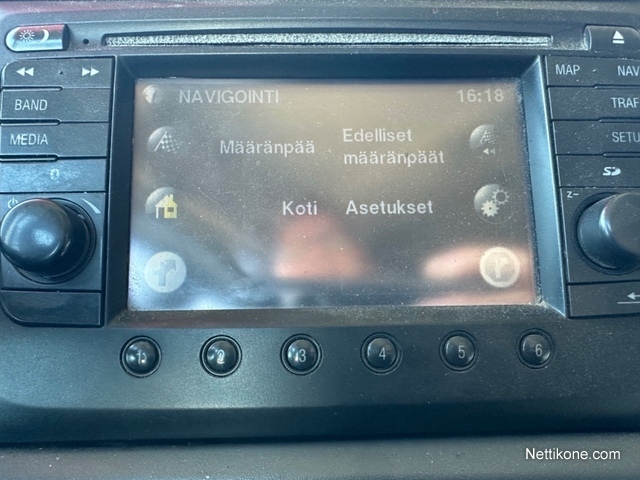 NAVIGOINTI 16:18
Määränpää
Edelliset
määränpäät
Koti Asetukset
BAND
MEDIA
MAP NAV
TRAF
SETU
SD
Z–
1 2 3 4 5 6
Nettikone.com